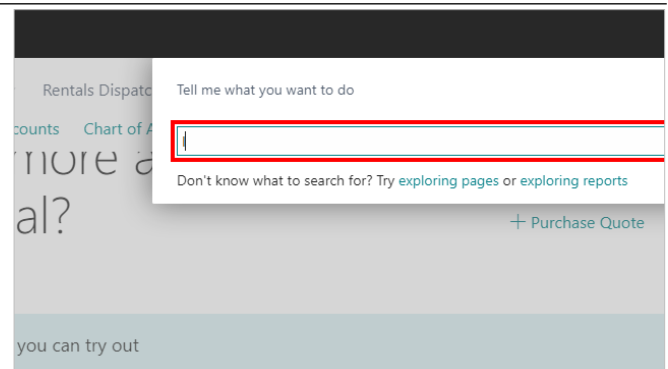 Rentals Dispatc
Tell me what you want to do
counts Chart of A
more a
Don't know what to search for? Try exploring pages or exploring reports
al?
+ Purchase Quote
you can try out